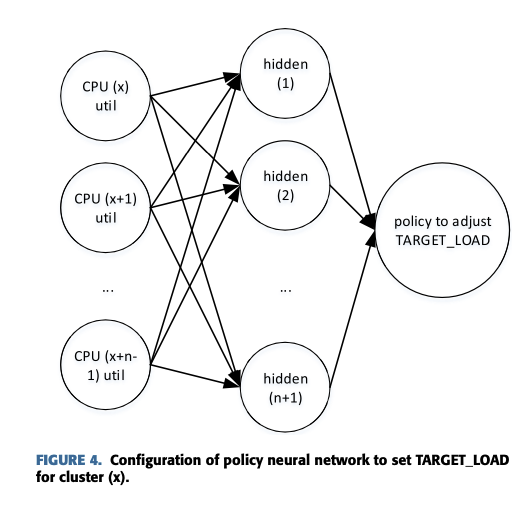 CPU (x)
util
CPU (x+1)
util
...
CPU (x+n-
1) util
hidden
(1)
hidden
(2)
...
hidden
(n+1)
policy to adjust
TARGET_LOAD
FIGURE 4. Configuration of policy neural network to set TARGET_LOAD
for cluster (x).